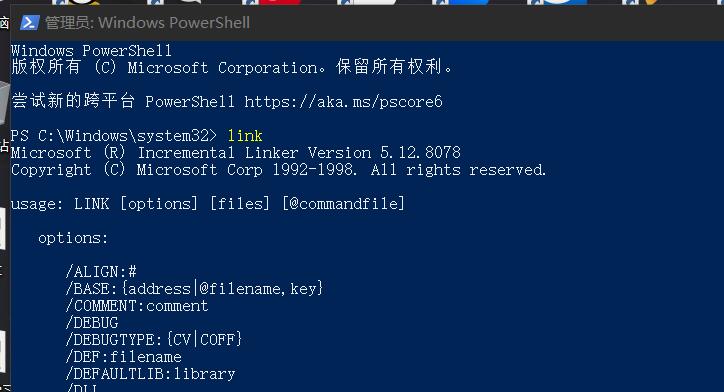 管理员: Windows PowerShell
Windows PowerShell
版权所有 (C) Microsoft Corporation。保留所有权利。
尝试新的跨平台 PowerShell https://aka.ms/pscore6
PS C:\Windows\system32> link
Microsoft (R) Incremental Linker Version 5.12.8078
Copyright (C) Microsoft Corp 1992-1998. All rights reserved.
usage: LINK [options] [files] [@commandfile]
options:
/ALIGN:#
/BASE:{address|@filename,key}
/COMMENT:comment
/DEBUG
/DEBUGTYPE:{CV|COFF}
/DEF:filename
/DEFAULTLIB:library
/DLL